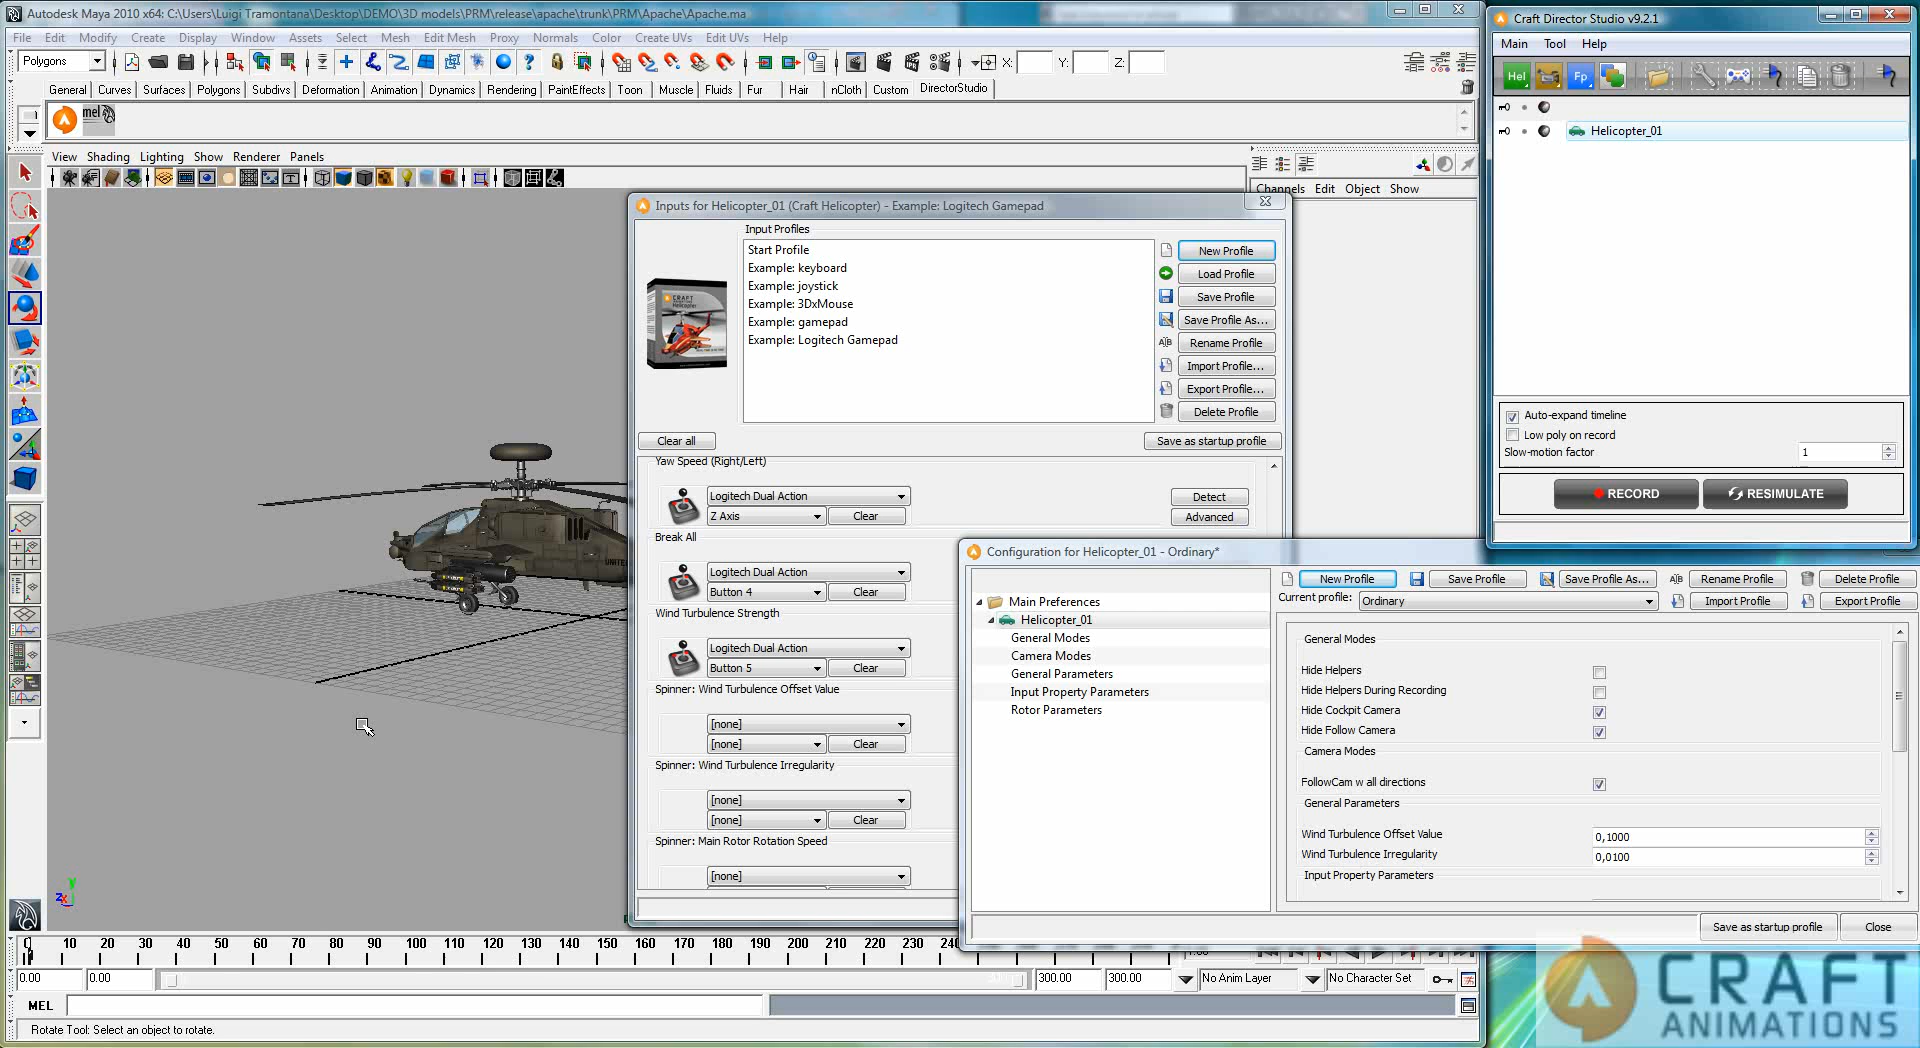 Autodesk Maya 2010 x64: C:\Users\Luigi Tramontana\Desktop\DEMO\3D models\PRM\release\apache\trunk\PRM\Apache\Apache.ma
File Edit Modify Create Display Window Assets Select Mesh Edit Mesh Proxy Normals Color Create UVs Edit UVs Help
Polygons X: Y: Z:
General Curves Surfaces Polygons Subdivs Deformation Animation Dynamics Rendering PaintEffects Toon Muscle Fluids Fur Hair nCloth Custom DirectorStudio
mel
View Shading Lighting Show Renderer Panels
Channels Edit Object Show
Inputs for Helicopter_01 (Craft Helicopter) - Example: Logitech Gamepad
Input Profiles
Start Profile
Example: keyboard
Example: joystick
Example: 3DxMouse
Example: gamepad
Example: Logitech Gamepad
New Profile
Load Profile
Save Profile
Save Profile As...
Rename Profile
Import Profile...
Export Profile...
Delete Profile
CRAFT
Clear all
Save as startup profile
Yaw Speed (Right/Left)
Logitech Dual Action
Detect
Z Axis
Clear
Advanced
Break All
Logitech Dual Action
Button 4
Clear
Wind Turbulence Strength
Logitech Dual Action
Button 5
Clear
Spinner: Wind Turbulence Offset Value
[none]
[none]
Clear
Spinner: Wind Turbulence Irregularity
[none]
[none]
Clear
Spinner: Main Rotor Rotation Speed
[none]
Craft Director Studio v9.2.1
Main Tool Help
Hel Fp
Helicopter_01
Auto-expand timeline
Low poly on record
Slow-motion factor 1
RECORD
RESIMULATE
Configuration for Helicopter_01 - Ordinary*
Main Preferences
Helicopter_01
General Modes
Camera Modes
General Parameters
Input Property Parameters
Rotor Parameters
New Profile Save Profile Save Profile As... Rename Profile Delete Profile
Current profile: Ordinary Import Profile Export Profile
General Modes
Hide Helpers
Hide Helpers During Recording
Hide Cockpit Camera
Hide Follow Camera
Camera Modes
FollowCam w all directions
General Parameters
Wind Turbulence Offset Value 0,1000
Wind Turbulence Irregularity 0,0100
Input Property Parameters
Save as startup profile Close
0 10 20 30 40 50 60 70 80 90 100 110 120 130 140 150 160 170 180 190 200 210 220 230 24
0.00 0.00 300.00 300.00 No Anim Layer No Character Set
MEL
Rotate Tool: Select an object to rotate.
CRAFT
ANIMATIONS